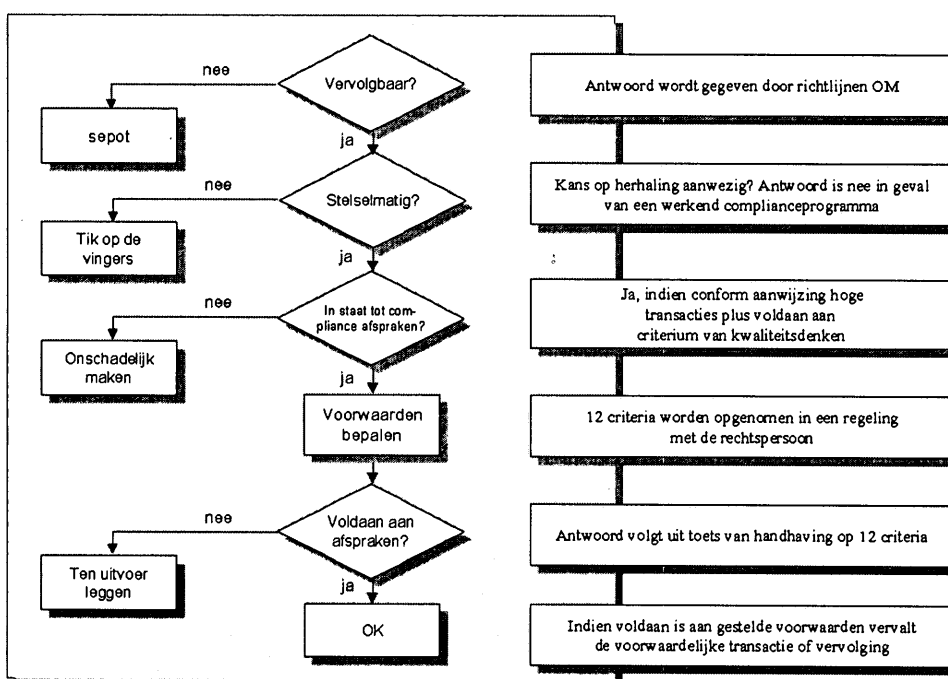 nee
Vervolgbaar?
Antwoord wordt gegeven door richtlijnen OM
sepot
ja
nee
Stelselmatig?
Kans op herhaling aanwezig? Antwoord is nee in geval
van een werkend complianceprogramma
Tik op de
vingers
ja
nee
In staat tot com-
pliance afspraken?
Ja, indien conform aanwijzing hoge
transacties plus voldaan aan
criterium van kwaliteitsdenken
Onschadelijk
maken
ja
Voorwaarden
bepalen
12 criteria worden opgenomen in een regeling
met de rechtspersoon
nee
Voldaan aan
afspraken?
Antwoord volgt uit toets van handhaving op 12 criteria
Ten uitvoer
leggen
ja
OK
Indien voldaan is aan gestelde voorwaarden vervalt
de voorwaardelijke transactie of vervolging